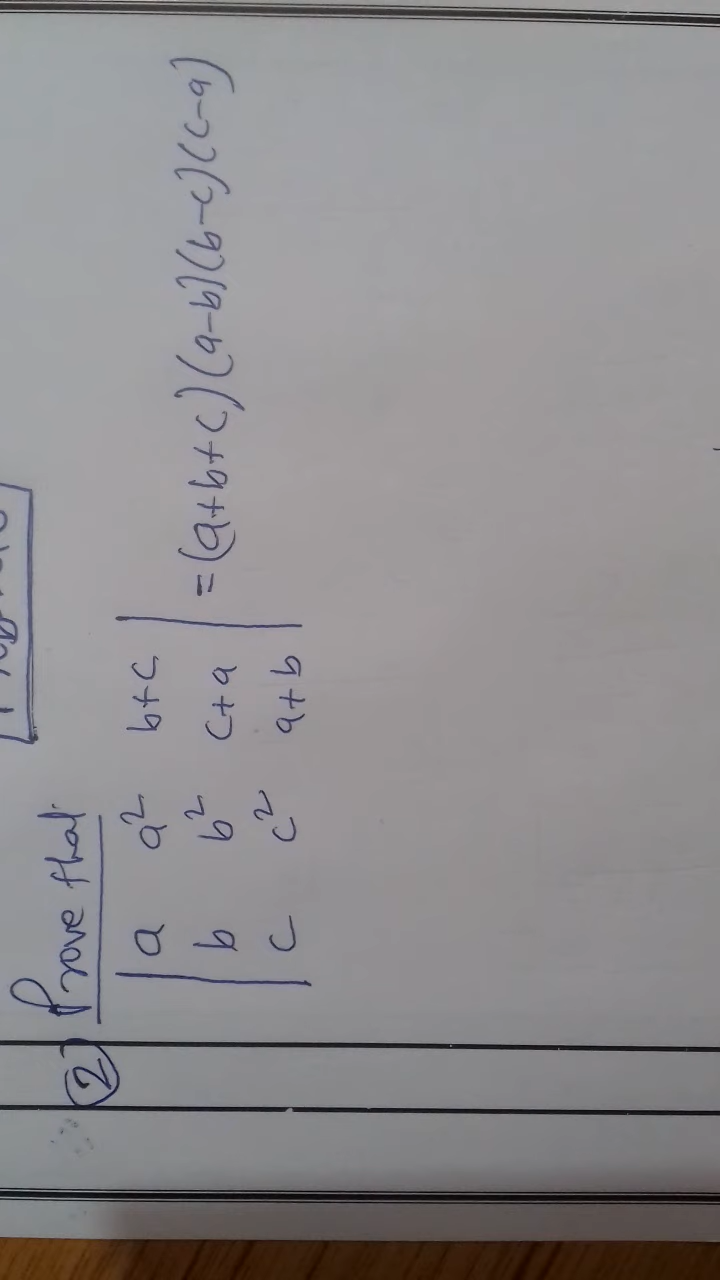 ② Prove that
| a a² b+c |
| b b² c+a | = (a+b+c) (a-b) (b-c) (c-a)
| c c² a+b |